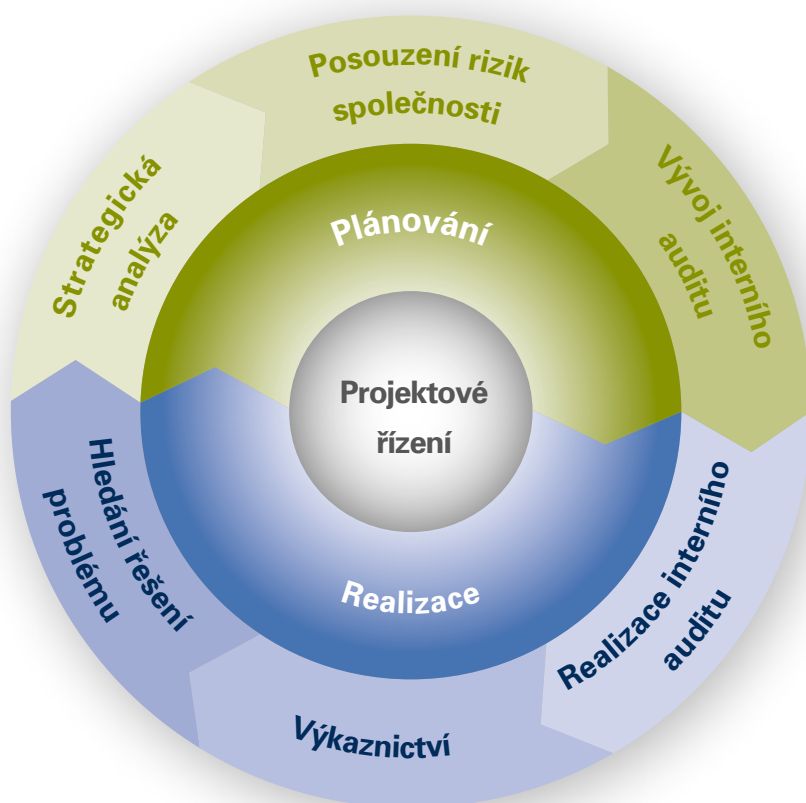 Posouzení rizik
společnosti
Vývoj interního
auditu
Strategická
analýza
Plánování
Projektové
řízení
Hledání řešení
problému
Realizace
Realizace interního
auditu
Výkaznictví